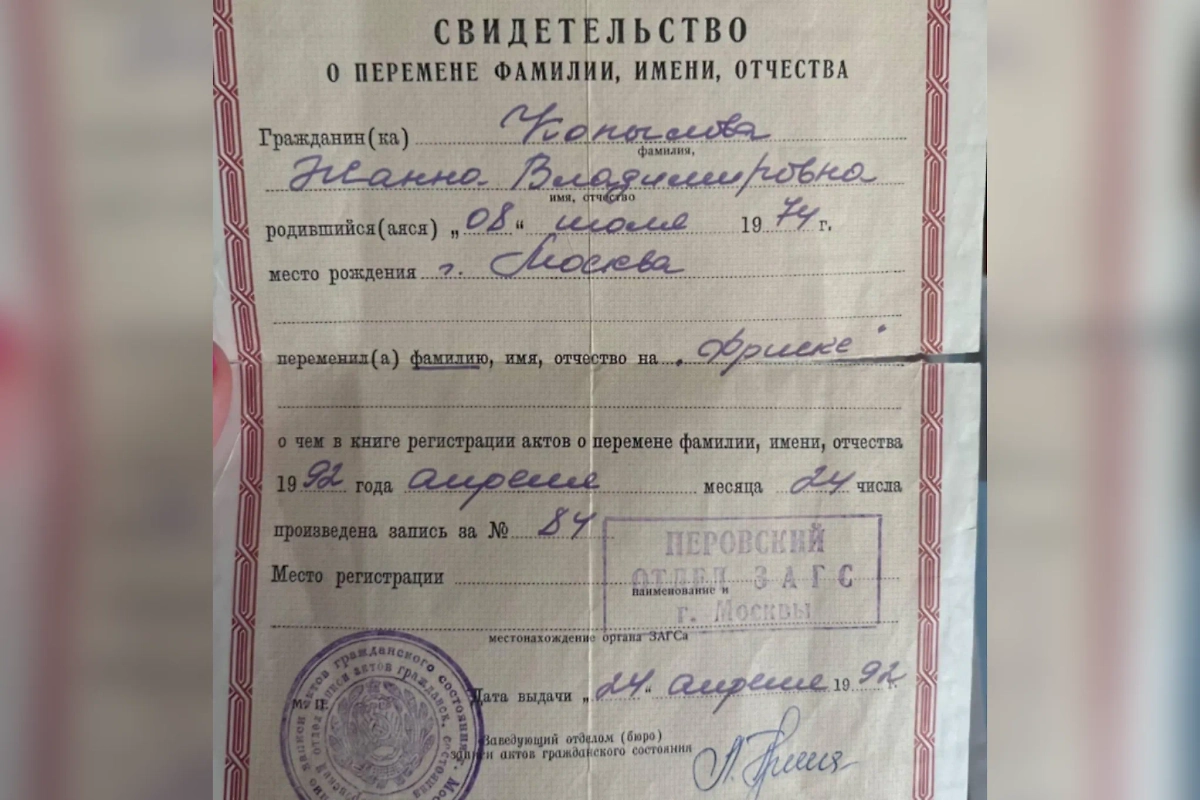 СВИДЕТЕЛЬСТВО
О ПЕРЕМЕНЕ ФАМИЛИИ, ИМЕНИ, ОТЧЕСТВА
Гражданин(ка) Копылова
фамилия,
Жанна Владимировна
имя, отчество
родившийся(аяся) „08“ июля 1974 г.
место рождения г. Москва
переменил(а) фамилию, имя, отчество на Фриске
о чем в книге регистрации актов о перемене фамилии, имени, отчества
1992 года апреля месяца 24 числа
произведена запись за № 84
ПЕРОВСКИЙ
ОТДЕЛ ЗАГС
г. Москвы
Место регистрации
наименование и
местонахождение органа ЗАГСа
М. П.
Дата выдачи „24“ апреля 1992 г.
Заведующий отделом (бюро)
записи актов гражданского состояния